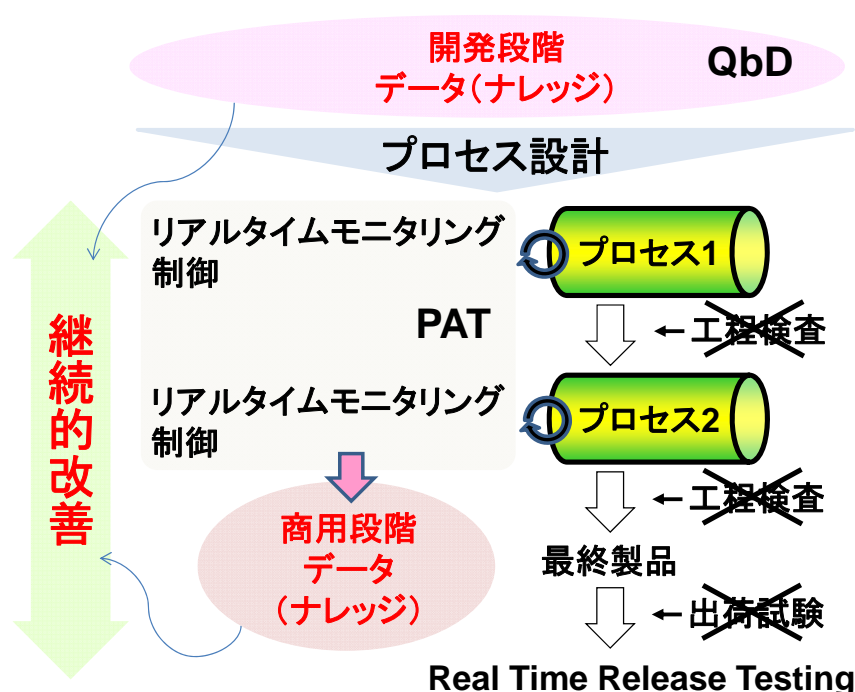 開発段階
データ（ナレッジ）
QbD
プロセス設計
継続的改善
リアルタイムモニタリング
制御
プロセス1
PAT
←工程検査
リアルタイムモニタリング
制御
プロセス2
←工程検査
商用段階
データ
（ナレッジ）
最終製品
←出荷試験
Real Time Release Testing